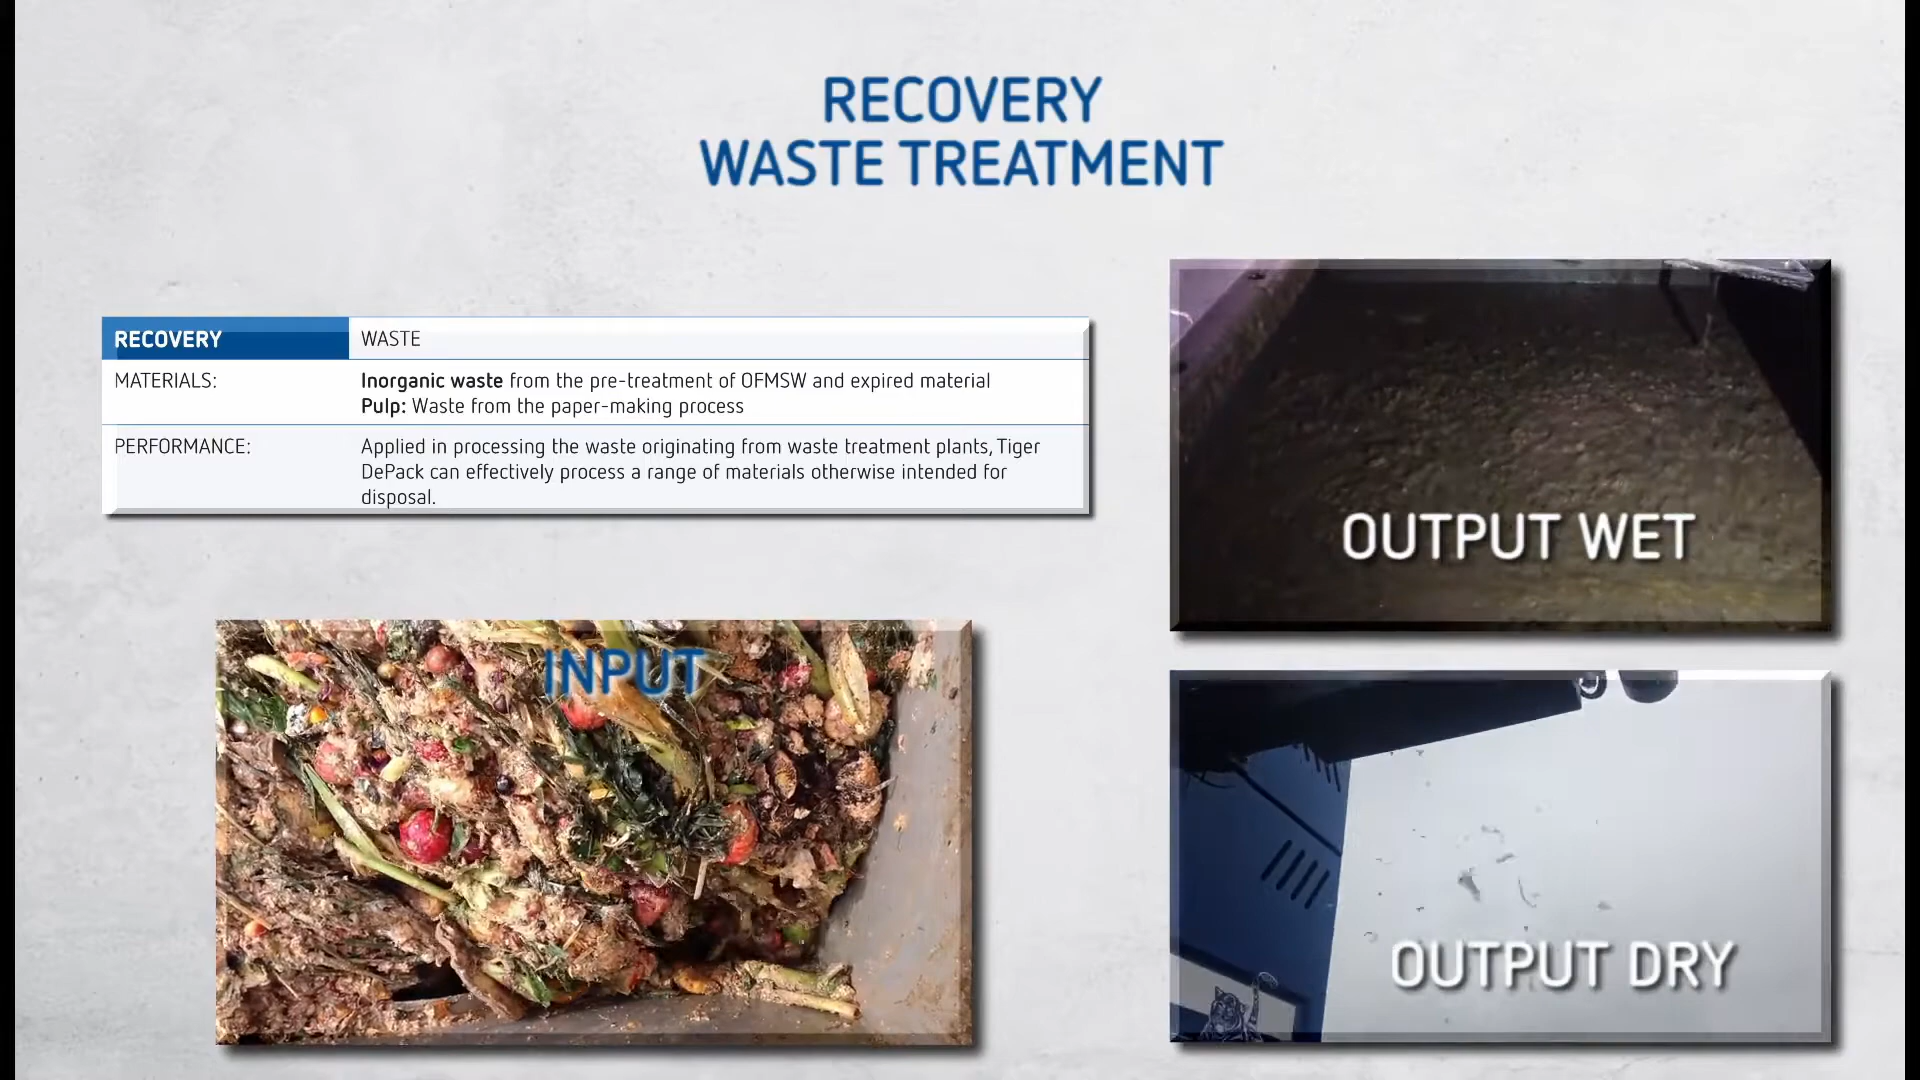 RECOVERY
WASTE TREATMENT
RECOVERY WASTE
MATERIALS: Inorganic waste from the pre-treatment of OFMSW and expired material
Pulp: Waste from the paper-making process
PERFORMANCE: Applied in processing the waste originating from waste treatment plants, Tiger
DePack can effectively process a range of materials otherwise intended for
disposal.
OUTPUT WET
INPUT
OUTPUT DRY